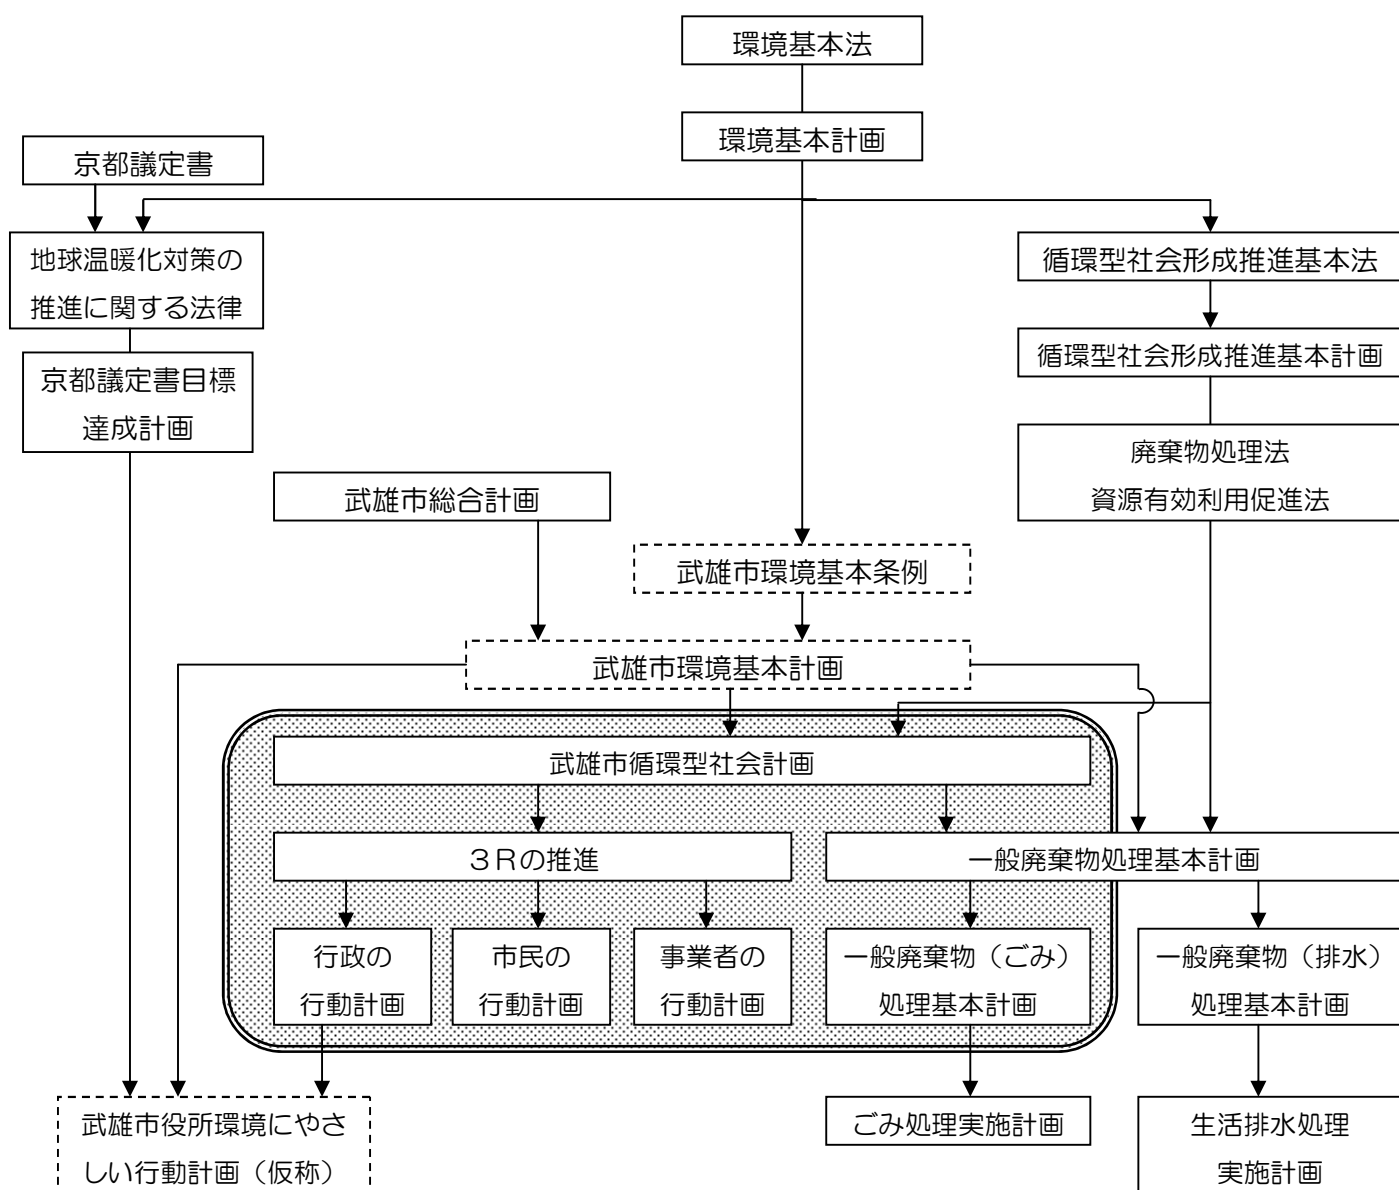 環境基本法
環境基本計画
京都議定書
地球温暖化対策の
推進に関する法律
循環型社会形成推進基本法
循環型社会形成推進基本計画
京都議定書目標
達成計画
廃棄物処理法
資源有効利用促進法
武雄市総合計画
武雄市環境基本条例
武雄市環境基本計画
武雄市循環型社会計画
3Rの推進
一般廃棄物処理基本計画
行政の
行動計画
市民の
行動計画
事業者の
行動計画
一般廃棄物(ごみ)
処理基本計画
一般廃棄物(排水)
処理基本計画
武雄市役所環境にやさ
しい行動計画(仮称)
ごみ処理実施計画
生活排水処理
実施計画